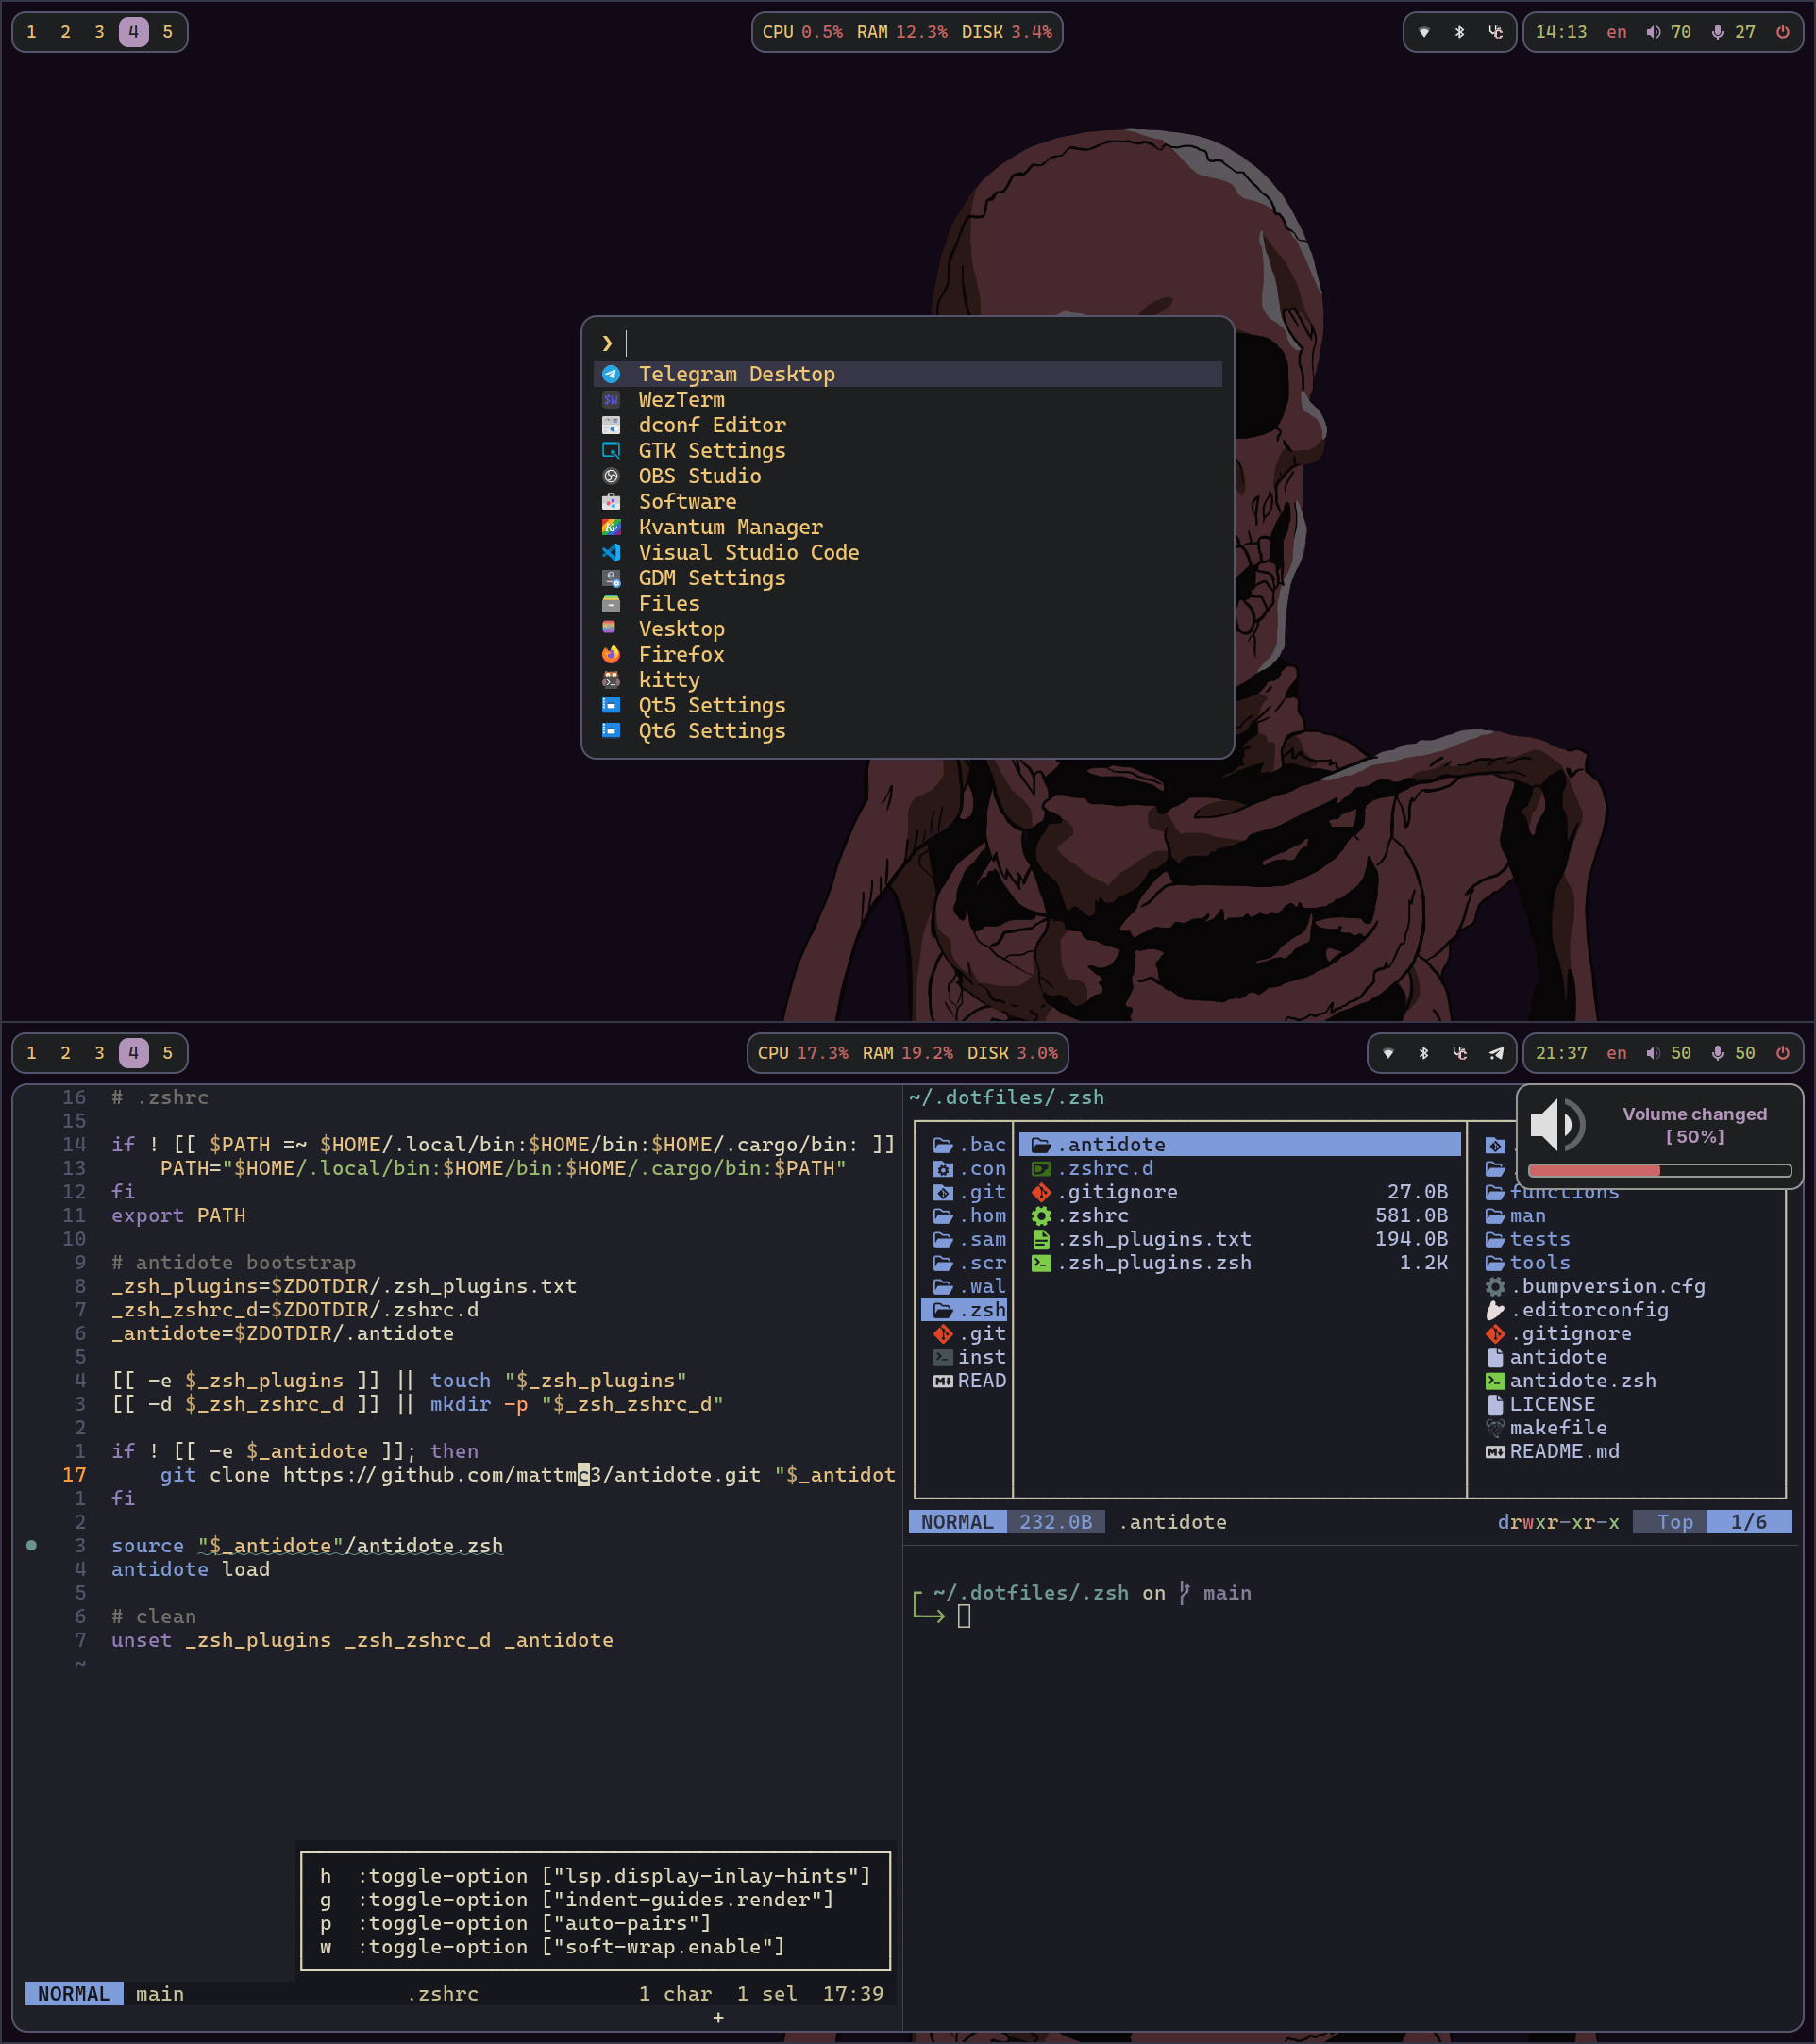 1 2 3 4 5
CPU 0.5% RAM 12.3% DISK 3.4%
14:13 en 70 27
❯
Telegram Desktop
WezTerm
dconf Editor
GTK Settings
OBS Studio
Software
Kvantum Manager
Visual Studio Code
GDM Settings
Files
Vesktop
Firefox
kitty
Qt5 Settings
Qt6 Settings
1 2 3 4 5
CPU 17.3% RAM 19.2% DISK 3.0%
21:37 en 50 50
16 # .zshrc
15
14 if ! [[ $PATH =~ $HOME/.local/bin:$HOME/bin:$HOME/.cargo/bin: ]]
13 PATH="$HOME/.local/bin:$HOME/bin:$HOME/.cargo/bin:$PATH"
12 fi
11 export PATH
10
9 # antidote bootstrap
8 _zsh_plugins=$ZDOTDIR/.zsh_plugins.txt
7 _zsh_zshrc_d=$ZDOTDIR/.zshrc.d
6 _antidote=$ZDOTDIR/.antidote
5
4 [[ -e $_zsh_plugins ]] || touch "$_zsh_plugins"
3 [[ -d $_zsh_zshrc_d ]] || mkdir -p "$_zsh_zshrc_d"
2
1 if ! [[ -e $_antidote ]]; then
17 git clone https://github.com/mattmc3/antidote.git "$_antidot
1 fi
2
3 source "$_antidote"/antidote.zsh
4 antidote load
5
6 # clean
7 unset _zsh_plugins _zsh_zshrc_d _antidote
~
h :toggle-option ["lsp.display-inlay-hints"]
g :toggle-option ["indent-guides.render"]
p :toggle-option ["auto-pairs"]
w :toggle-option ["soft-wrap.enable"]
NORMAL main .zshrc 1 char 1 sel 17:39
+
~/.dotfiles/.zsh
.bac
.con
.git
.hom
.sam
.scr
.wal
.zsh
.git
inst
READ
.antidote
.zshrc.d
.gitignore 27.0B
.zshrc 581.0B
.zsh_plugins.txt 194.0B
.zsh_plugins.zsh 1.2K
functions
man
tests
tools
.bumpversion.cfg
.editorconfig
.gitignore
antidote
antidote.zsh
LICENSE
makefile
README.md
Volume changed
[ 50%]
NORMAL 232.0B .antidote drwxr-xr-x Top 1/6
~/.dotfiles/.zsh on main